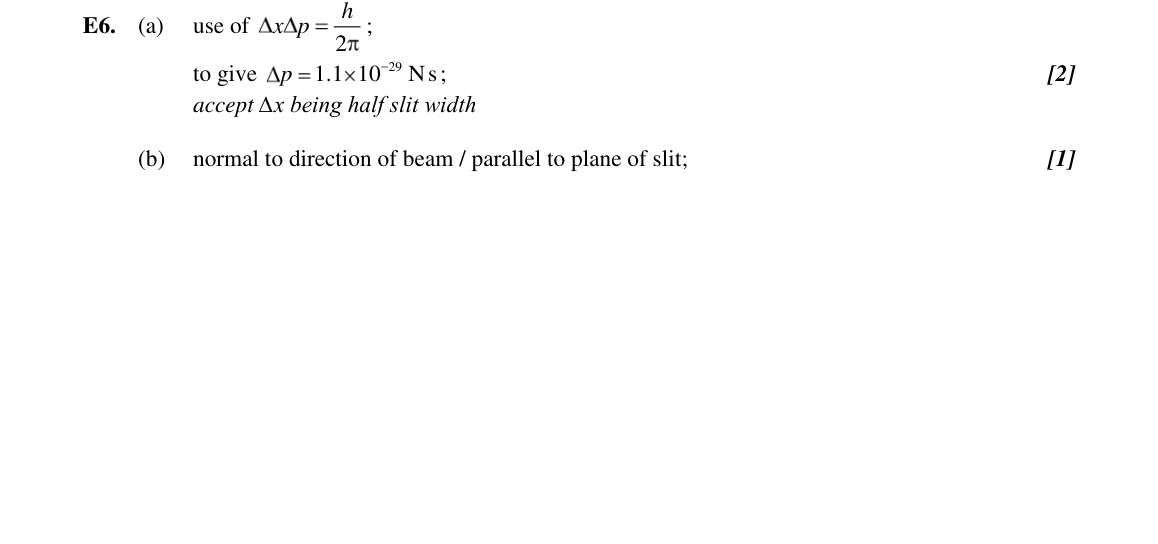 E6. (a) use of ΔxΔp = h/2π ;
to give Δp = 1.1×10⁻²⁹ N s ; [2]
accept Δx being half slit width
(b) normal to direction of beam / parallel to plane of slit; [1]